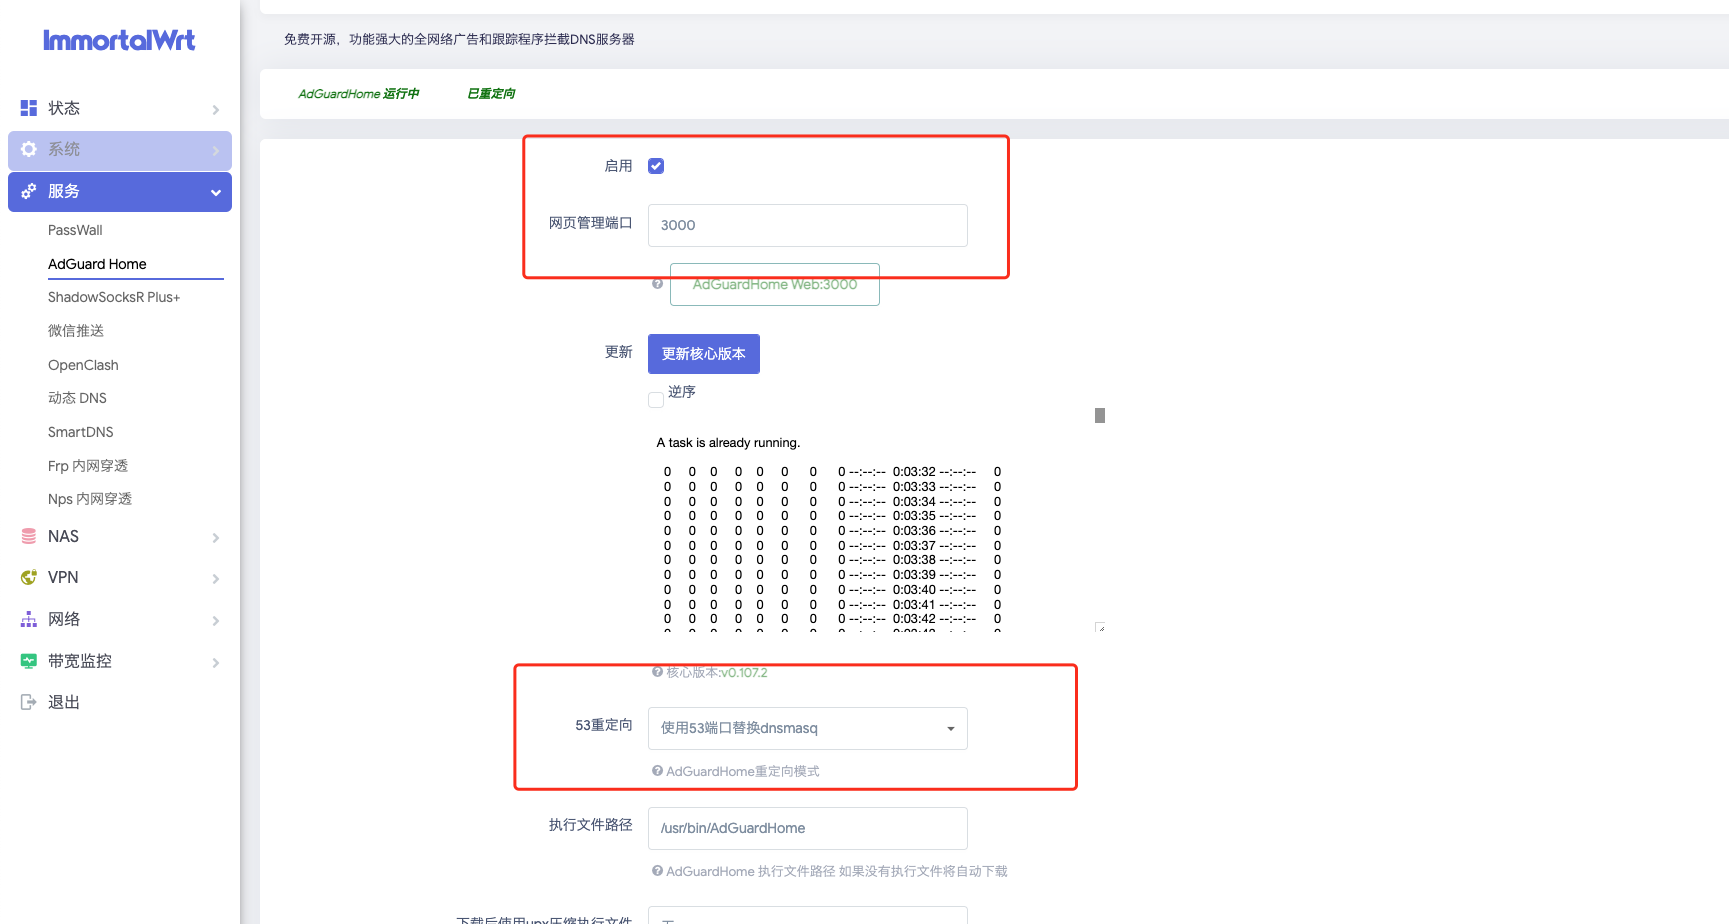 ImmortalWrt
状态
系统
服务
PassWall
AdGuard Home
ShadowSocksR Plus+
微信推送
OpenClash
动态 DNS
SmartDNS
Frp 内网穿透
Nps 内网穿透
NAS
VPN
网络
带宽监控
退出
免费开源，功能强大的全网络广告和跟踪程序拦截DNS服务器
AdGuardHome 运行中 已重定向
启用
网页管理端口 3000
AdGuardHome Web:3000
更新 更新核心版本
逆序
A task is already running.
0 0 0 0 0 0 0 0 --:--:-- 0:03:32 --:--:-- 0
0 0 0 0 0 0 0 0 --:--:-- 0:03:33 --:--:-- 0
0 0 0 0 0 0 0 0 --:--:-- 0:03:34 --:--:-- 0
0 0 0 0 0 0 0 0 --:--:-- 0:03:35 --:--:-- 0
0 0 0 0 0 0 0 0 --:--:-- 0:03:36 --:--:-- 0
0 0 0 0 0 0 0 0 --:--:-- 0:03:37 --:--:-- 0
0 0 0 0 0 0 0 0 --:--:-- 0:03:38 --:--:-- 0
0 0 0 0 0 0 0 0 --:--:-- 0:03:39 --:--:-- 0
0 0 0 0 0 0 0 0 --:--:-- 0:03:40 --:--:-- 0
0 0 0 0 0 0 0 0 --:--:-- 0:03:41 --:--:-- 0
0 0 0 0 0 0 0 0 --:--:-- 0:03:42 --:--:-- 0
核心版本:v0.107.2
53重定向 使用53端口替换dnsmasq
AdGuardHome重定向模式
执行文件路径 /usr/bin/AdGuardHome
AdGuardHome 执行文件路径 如果没有执行文件将自动下载
下载后使用upx压缩执行文件